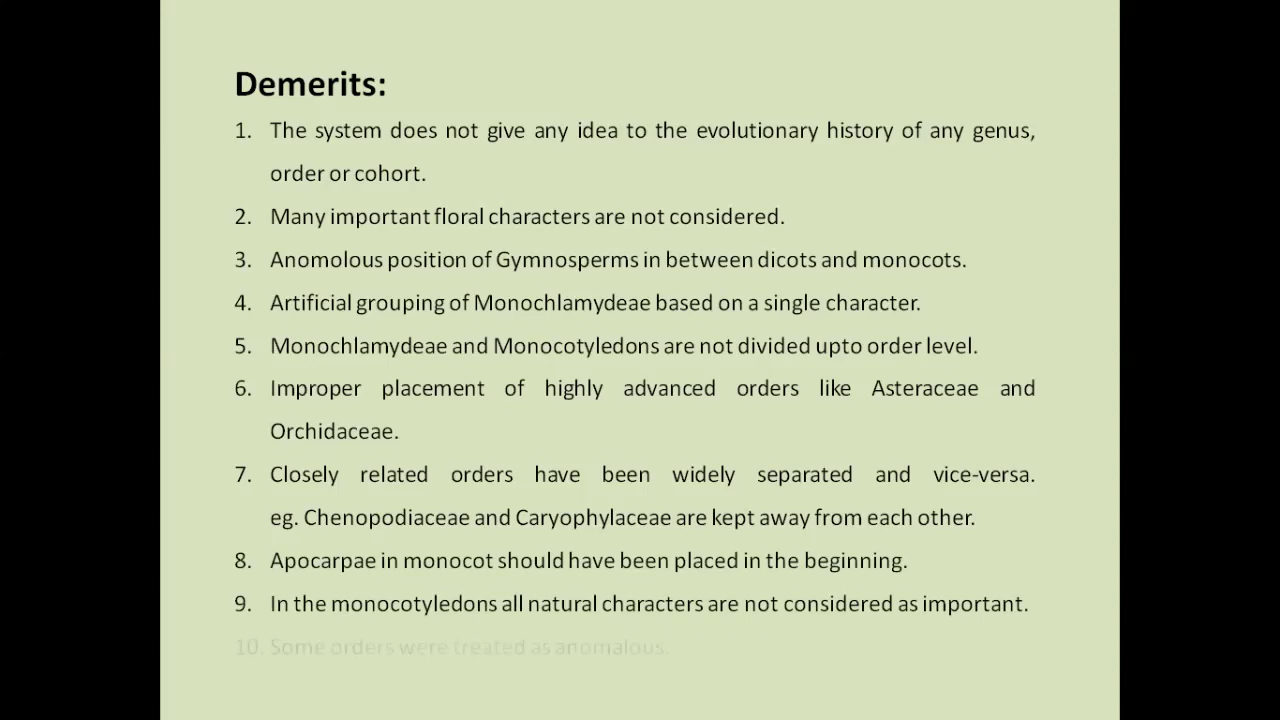 Demerits:
1. The system does not give any idea to the evolutionary history of any genus,
order or cohort.
2. Many important floral characters are not considered.
3. Anomolous position of Gymnosperms in between dicots and monocots.
4. Artificial grouping of Monochlamydeae based on a single character.
5. Monochlamydeae and Monocotyledons are not divided upto order level.
6. Improper placement of highly advanced orders like Asteraceae and
Orchidaceae.
7. Closely related orders have been widely separated and vice-versa.
eg. Chenopodiaceae and Caryophylaceae are kept away from each other.
8. Apocarpae in monocot should have been placed in the beginning.
9. In the monocotyledons all natural characters are not considered as important.
10. Some orders were treated as anomalous.